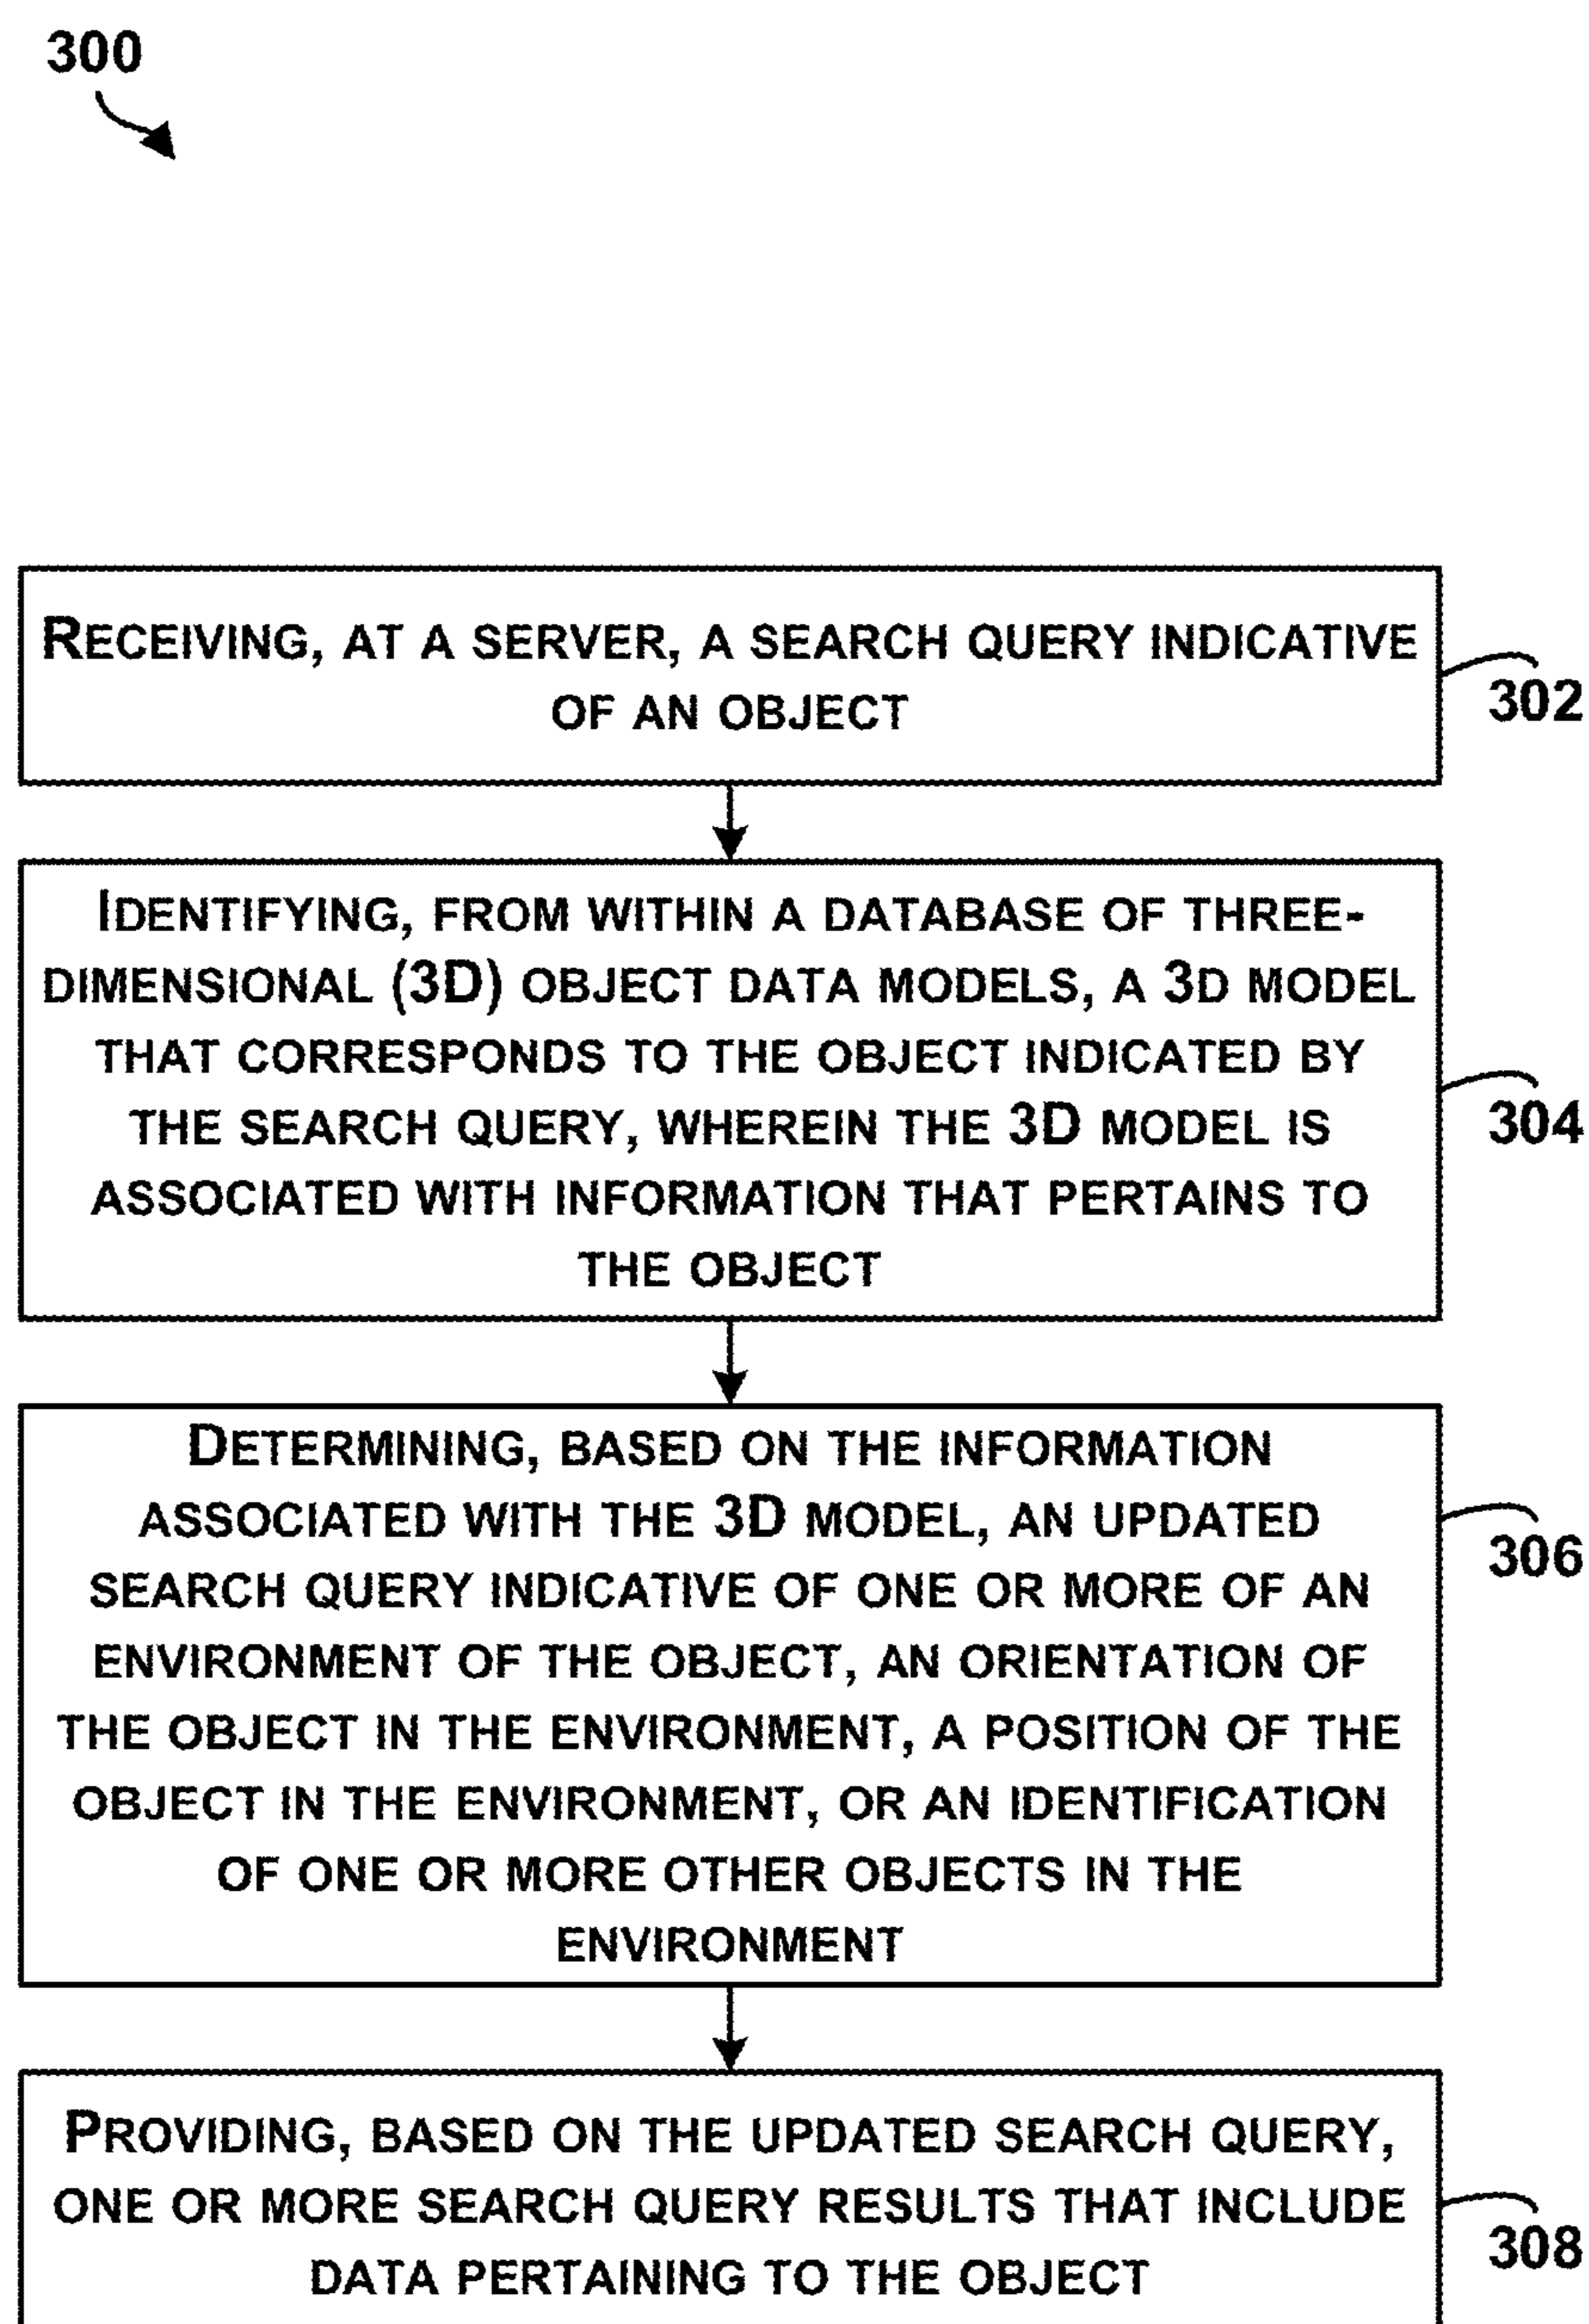 300
RECEIVING, AT A SERVER, A SEARCH QUERY INDICATIVE
OF AN OBJECT
302
IDENTIFYING, FROM WITHIN A DATABASE OF THREE-
DIMENSIONAL (3D) OBJECT DATA MODELS, A 3D MODEL
THAT CORRESPONDS TO THE OBJECT INDICATED BY
THE SEARCH QUERY, WHEREIN THE 3D MODEL IS
ASSOCIATED WITH INFORMATION THAT PERTAINS TO
THE OBJECT
304
DETERMINING, BASED ON THE INFORMATION
ASSOCIATED WITH THE 3D MODEL, AN UPDATED
SEARCH QUERY INDICATIVE OF ONE OR MORE OF AN
ENVIRONMENT OF THE OBJECT, AN ORIENTATION OF
THE OBJECT IN THE ENVIRONMENT, A POSITION OF THE
OBJECT IN THE ENVIRONMENT, OR AN IDENTIFICATION
OF ONE OR MORE OTHER OBJECTS IN THE
ENVIRONMENT
306
PROVIDING, BASED ON THE UPDATED SEARCH QUERY,
ONE OR MORE SEARCH QUERY RESULTS THAT INCLUDE
DATA PERTAINING TO THE OBJECT
308